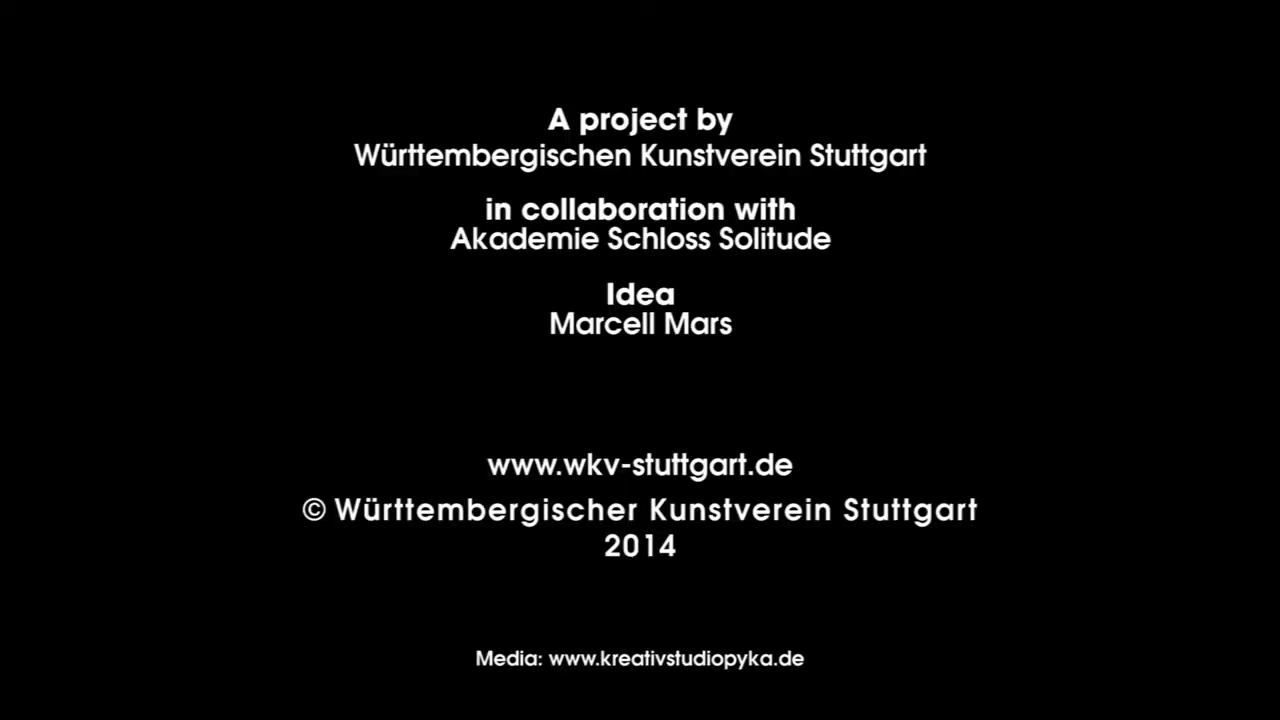 A project by
Württembergischen Kunstverein Stuttgart
in collaboration with
Akademie Schloss Solitude
Idea
Marcell Mars
www.wkv-stuttgart.de
© Württembergischer Kunstverein Stuttgart
2014
Media: www.kreativstudiopyka.de